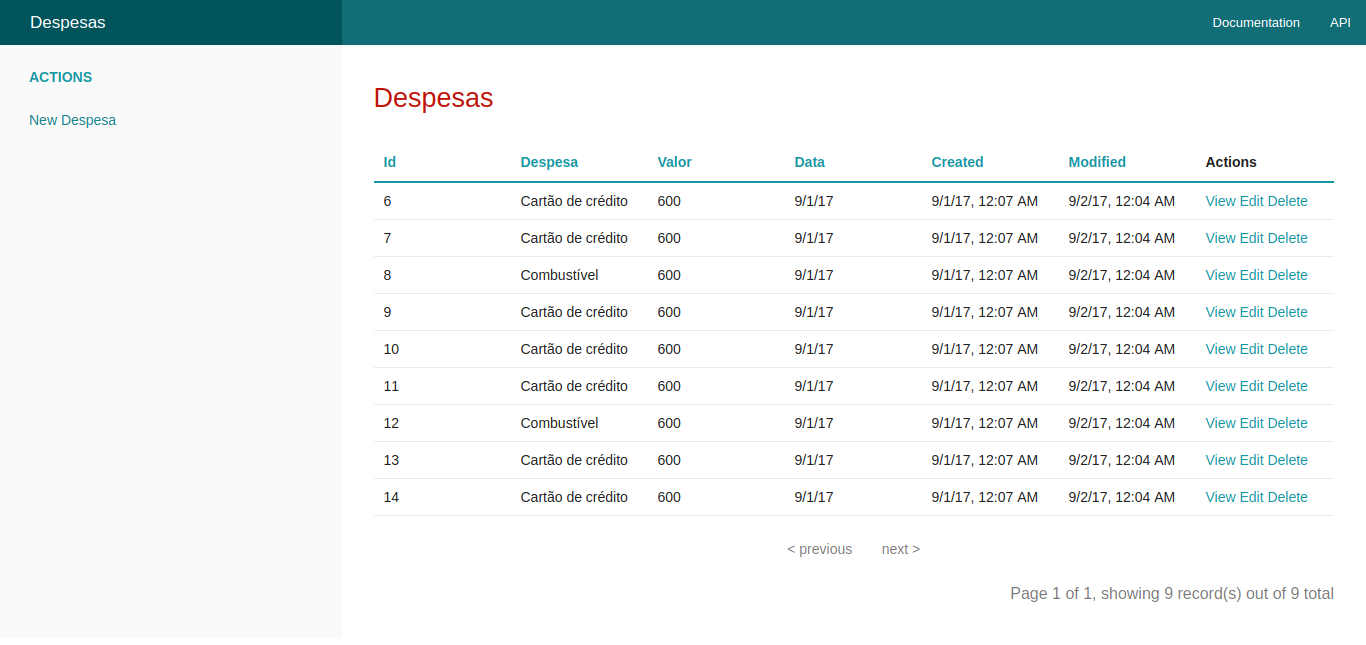 Despesas Documentation API
ACTIONS
New Despesa
Despesas
Id Despesa Valor Data Created Modified Actions
6 Cartão de crédito 600 9/1/17 9/1/17, 12:07 AM 9/2/17, 12:04 AM View Edit Delete
7 Cartão de crédito 600 9/1/17 9/1/17, 12:07 AM 9/2/17, 12:04 AM View Edit Delete
8 Combustível 600 9/1/17 9/1/17, 12:07 AM 9/2/17, 12:04 AM View Edit Delete
9 Cartão de crédito 600 9/1/17 9/1/17, 12:07 AM 9/2/17, 12:04 AM View Edit Delete
10 Cartão de crédito 600 9/1/17 9/1/17, 12:07 AM 9/2/17, 12:04 AM View Edit Delete
11 Cartão de crédito 600 9/1/17 9/1/17, 12:07 AM 9/2/17, 12:04 AM View Edit Delete
12 Combustível 600 9/1/17 9/1/17, 12:07 AM 9/2/17, 12:04 AM View Edit Delete
13 Cartão de crédito 600 9/1/17 9/1/17, 12:07 AM 9/2/17, 12:04 AM View Edit Delete
14 Cartão de crédito 600 9/1/17 9/1/17, 12:07 AM 9/2/17, 12:04 AM View Edit Delete
< previous next >
Page 1 of 1, showing 9 record(s) out of 9 total